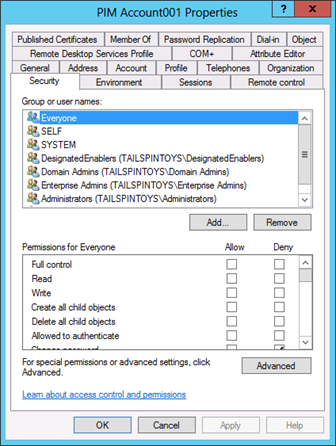 PIM Account001 Properties
?
Published Certificates
Member Of
Password Replication
Dial-in
Object
Remote Desktop Services Profile
COM+
Attribute Editor
General
Address
Account
Profile
Telephones
Organization
Security
Environment
Sessions
Remote control
Group or user names:
Everyone
SELF
SYSTEM
DesignatedEnablers (TAILSPINTOYS\DesignatedEnablers)
Domain Admins (TAILSPINTOYS\Domain Admins)
Enterprise Admins (TAILSPINTOYS\Enterprise Admins)
Administrators (TAILSPINTOYS\Administrators)
Add...
Remove
Permissions for Everyone
Allow
Deny
Full control
Read
Write
Create all child objects
Delete all child objects
Allowed to authenticate
Change password
For special permissions or advanced settings, click
Advanced.
Advanced
Learn about access control and permissions
OK
Cancel
Apply
Help